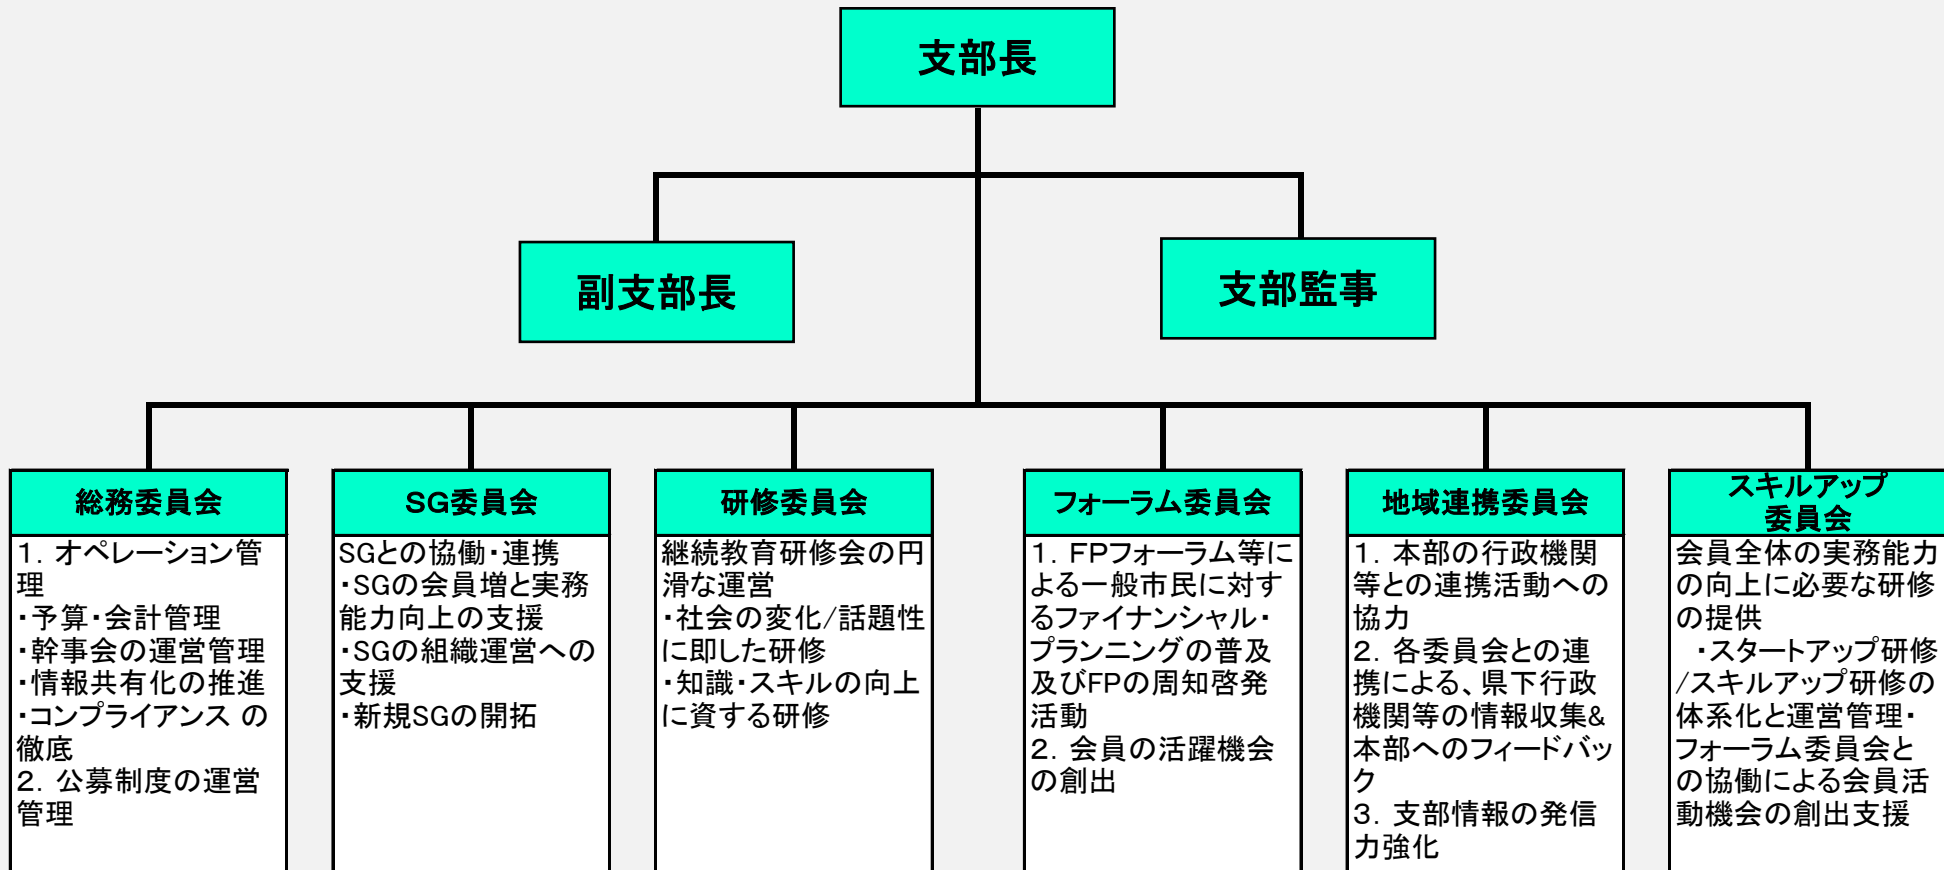 支部長
副支部長
支部監事
総務委員会
1．オペレーション管
理
・予算・会計管理
・幹事会の運営管理
・情報共有化の推進
・コンプライアンス の
徹底
2．公募制度の運営
管理
SG委員会
SGとの協働・連携
・SGの会員増と実務
能力向上の支援
・SGの組織運営への
支援
・新規SGの開拓
研修委員会
継続教育研修会の円
滑な運営
・社会の変化/話題性
に即した研修
・知識・スキルの向上
に資する研修
フォーラム委員会
1．FPフォーラム等に
よる一般市民に対す
るファイナンシャル・
プランニングの普及
及びFPの周知啓発
活動
2．会員の活躍機会
の創出
地域連携委員会
1．本部の行政機関
等との連携活動への
協力
2．各委員会との連
携による、県下行政
機関等の情報収集&
本部へのフィードバッ
ク
3．支部情報の発信
力強化
スキルアップ
委員会
会員全体の実務能力
の向上に必要な研修
の提供
・スタートアップ研修
/スキルアップ研修の
体系化と運営管理・
フォーラム委員会と
の協働による会員活
動機会の創出支援